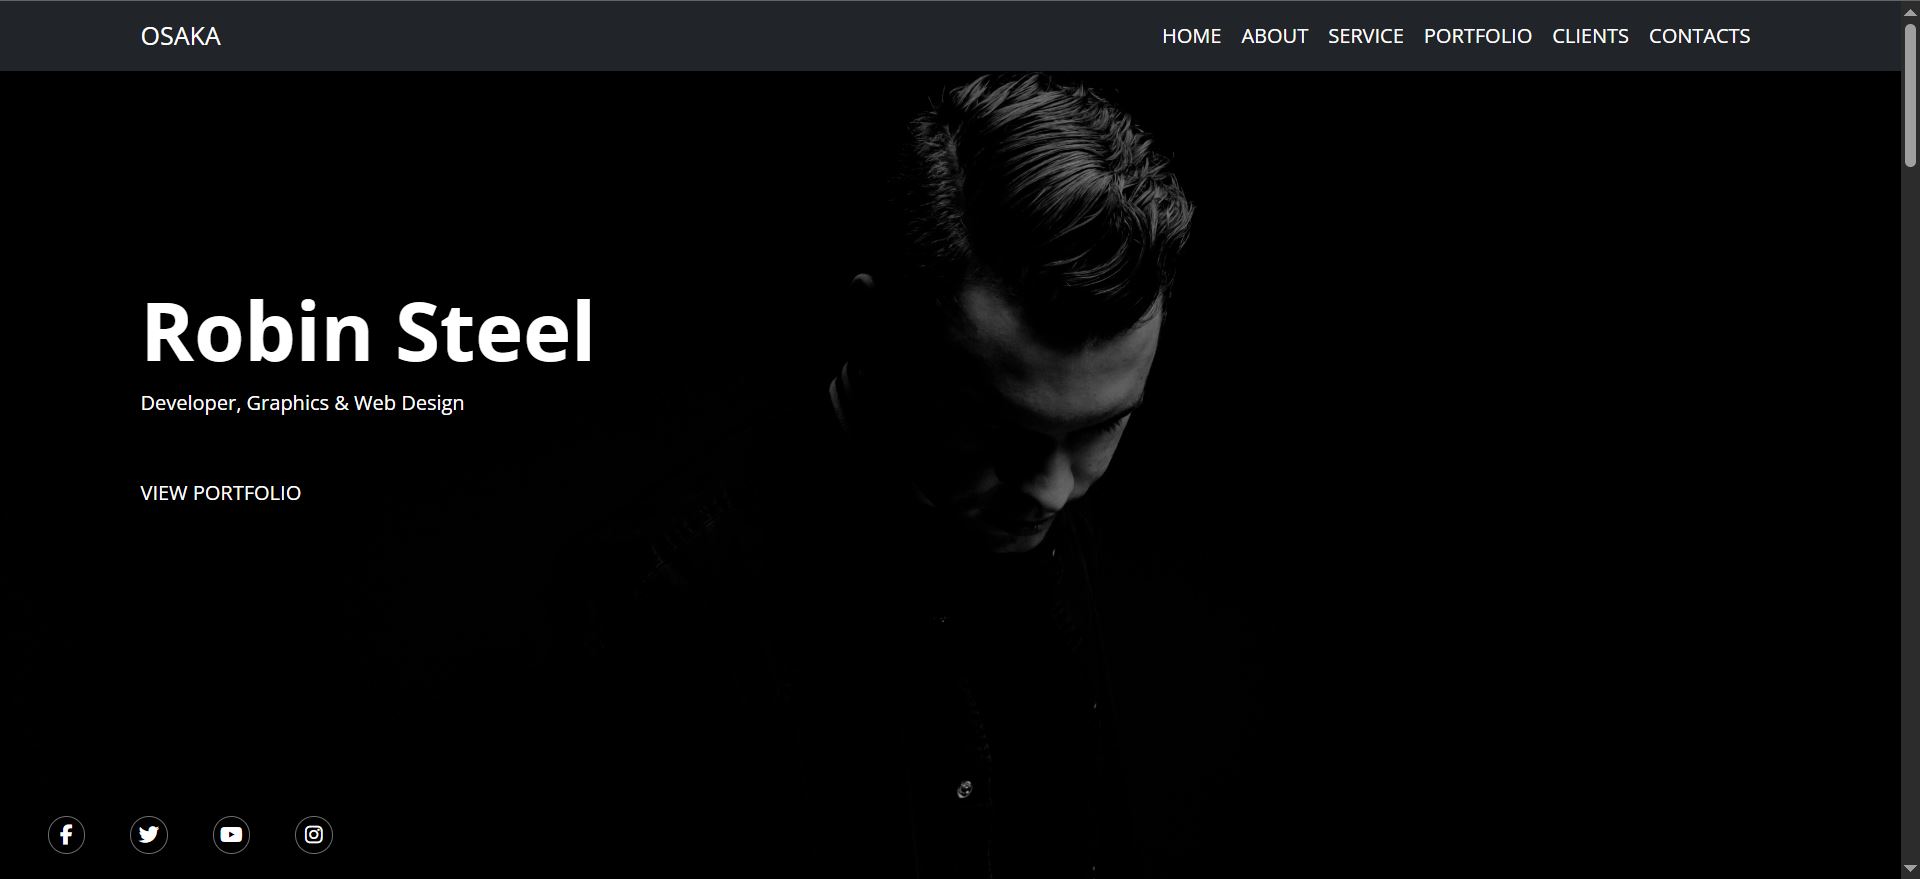 OSAKA
HOME ABOUT SERVICE PORTFOLIO CLIENTS CONTACTS
Robin Steel
Developer, Graphics & Web Design
VIEW PORTFOLIO